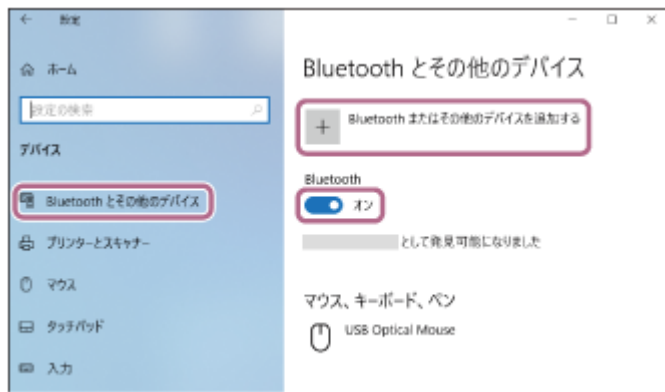 設定
ホーム
設定の検索
デバイス
Bluetooth とその他のデバイス
プリンターとスキャナー
マウス
タッチパッド
入力
Bluetooth とその他のデバイス
Bluetooth またはその他のデバイスを追加する
Bluetooth
オン
として発見可能になりました
マウス、キーボード、ペン
USB Optical Mouse